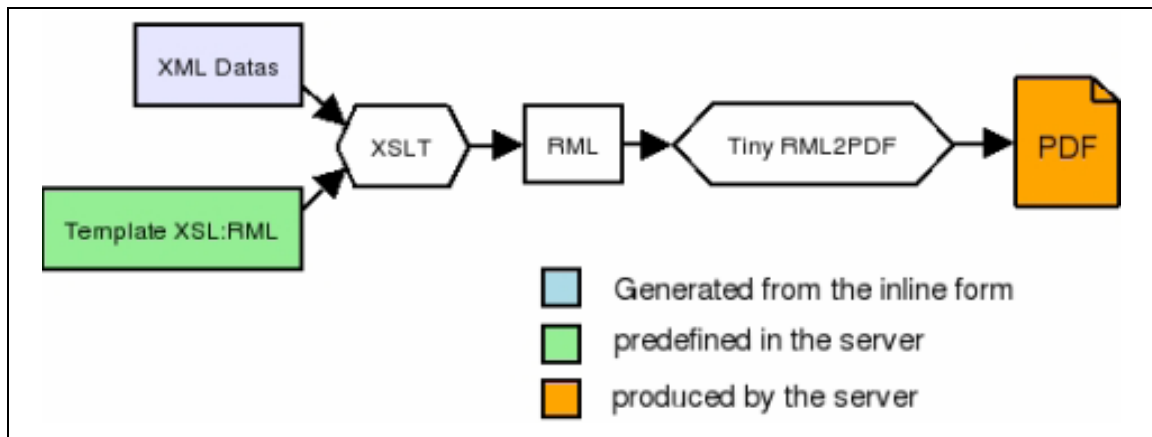 XML Datas
XSLT
RML
Tiny RML2PDF
PDF
Template XSL:RML
Generated from the inline form
predefined in the server
produced by the server